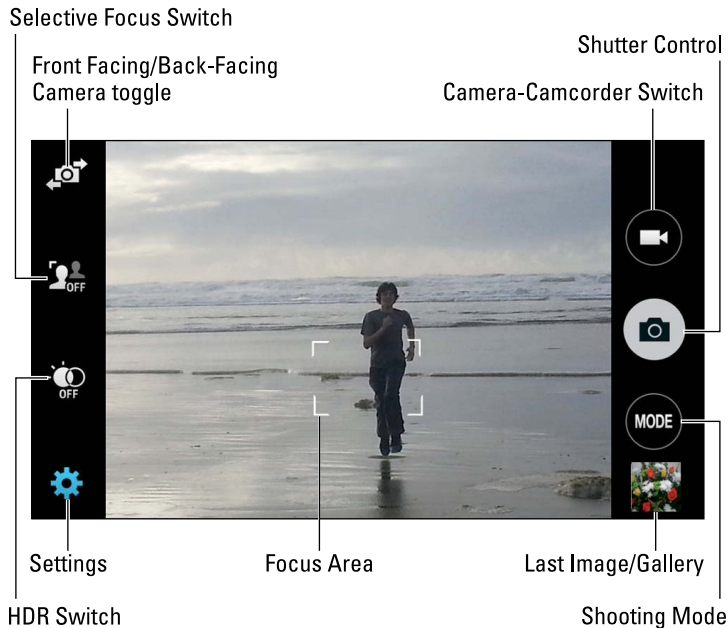 Selective Focus Switch
Shutter Control
Front Facing/Back-Facing
Camera toggle
Camera-Camcorder Switch
OFF
OFF
MODE
Settings
Focus Area
Last Image/Gallery
HDR Switch
Shooting Mode